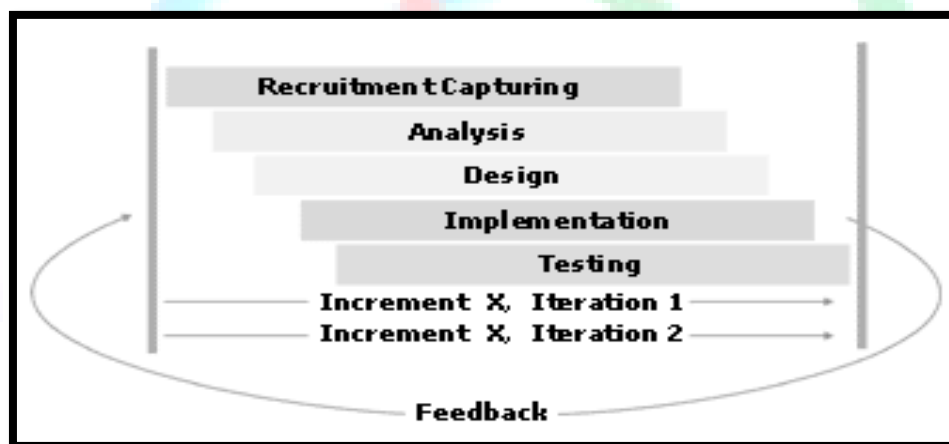 Recruitment Capturing
Analysis
Design
Implementation
Testing
Increment X, Iteration 1
Increment X, Iteration 2
Feedback